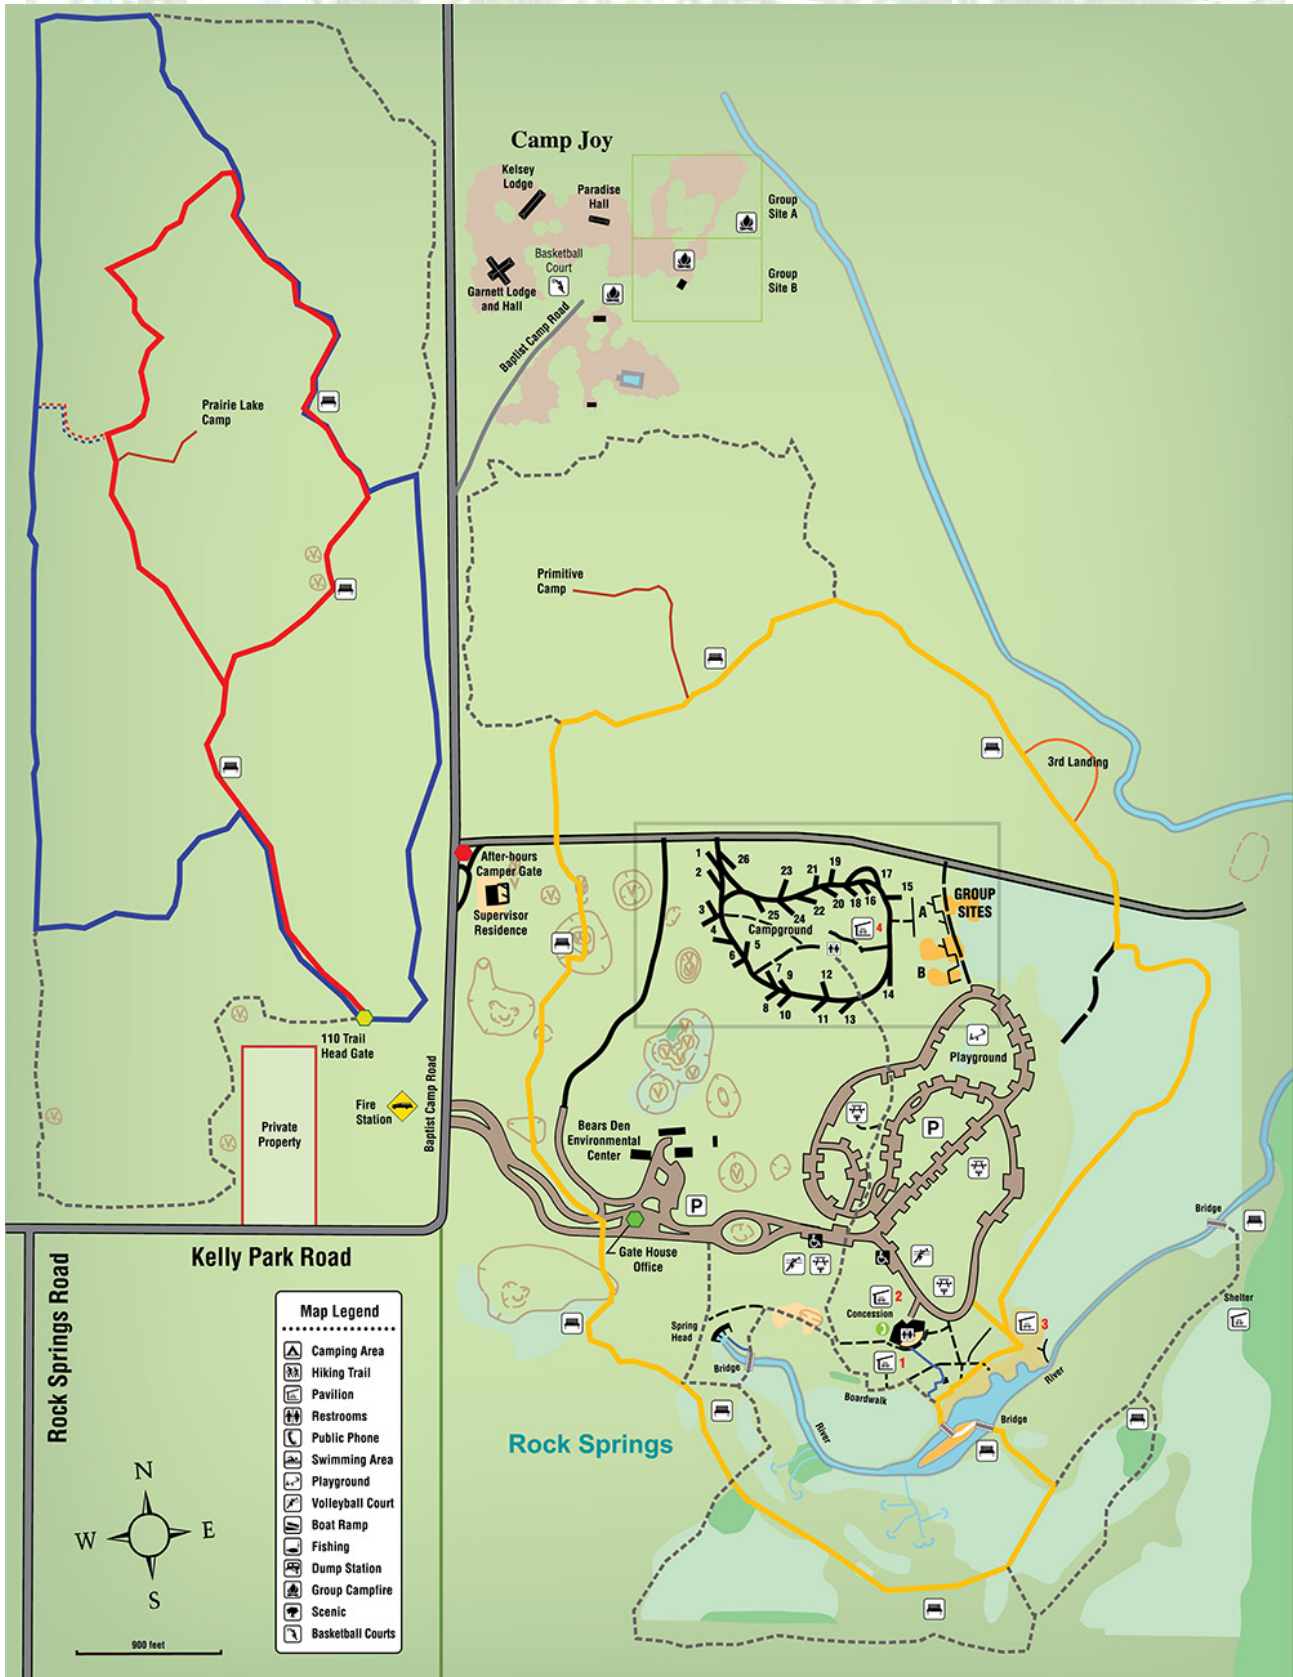 Camp Joy
Kelsey
Lodge
Paradise
Hall
Group
Site A
Basketball
Court
Group
Site B
Garnett Lodge
and Hall
Baptist Camp Road
Prairie Lake
Camp
Primitive
Camp
3rd Landing
After-hours
Camper Gate
Supervisor
Residence
1
26
2
23
21
19
17
3
25
24
22
20
18
16
15
4
Campground
4
5
6
7
9
12
8
10
11
13
14
GROUP
SITES
A
B
110 Trail
Head Gate
Playground
Fire
Station
Baptist Camp Road
Private
Property
Bears Den
Environmental
Center
P
P
Bridge
Kelly Park Road
Gate House
Office
Rock Springs Road
Map Legend
Camping Area
Hiking Trail
Pavilion
Restrooms
Public Phone
Swimming Area
Playground
Volleyball Court
Boat Ramp
Fishing
Dump Station
Group Campfire
Scenic
Basketball Courts
2
Concession
Shelter
Spring
Head
3
Bridge
1
River
Boardwalk
River
Bridge
Rock Springs
N
W
E
S
900 feet